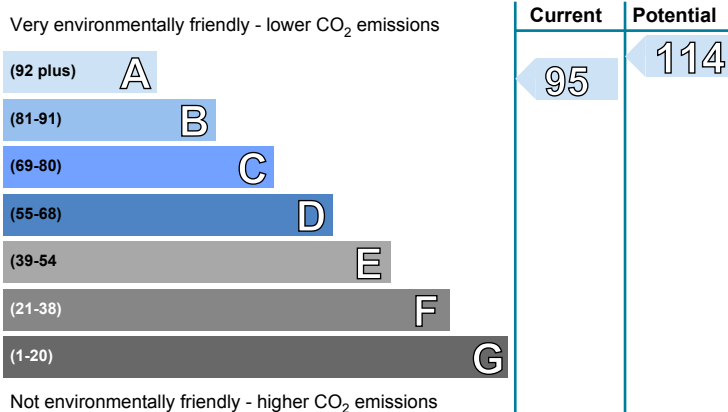 Very environmentally friendly - lower CO2 emissions
Current
Potential
(92 plus) A
95
114
(81-91) B
(69-80) C
(55-68) D
(39-54 E
(21-38) F
(1-20) G
Not environmentally friendly - higher CO2 emissions